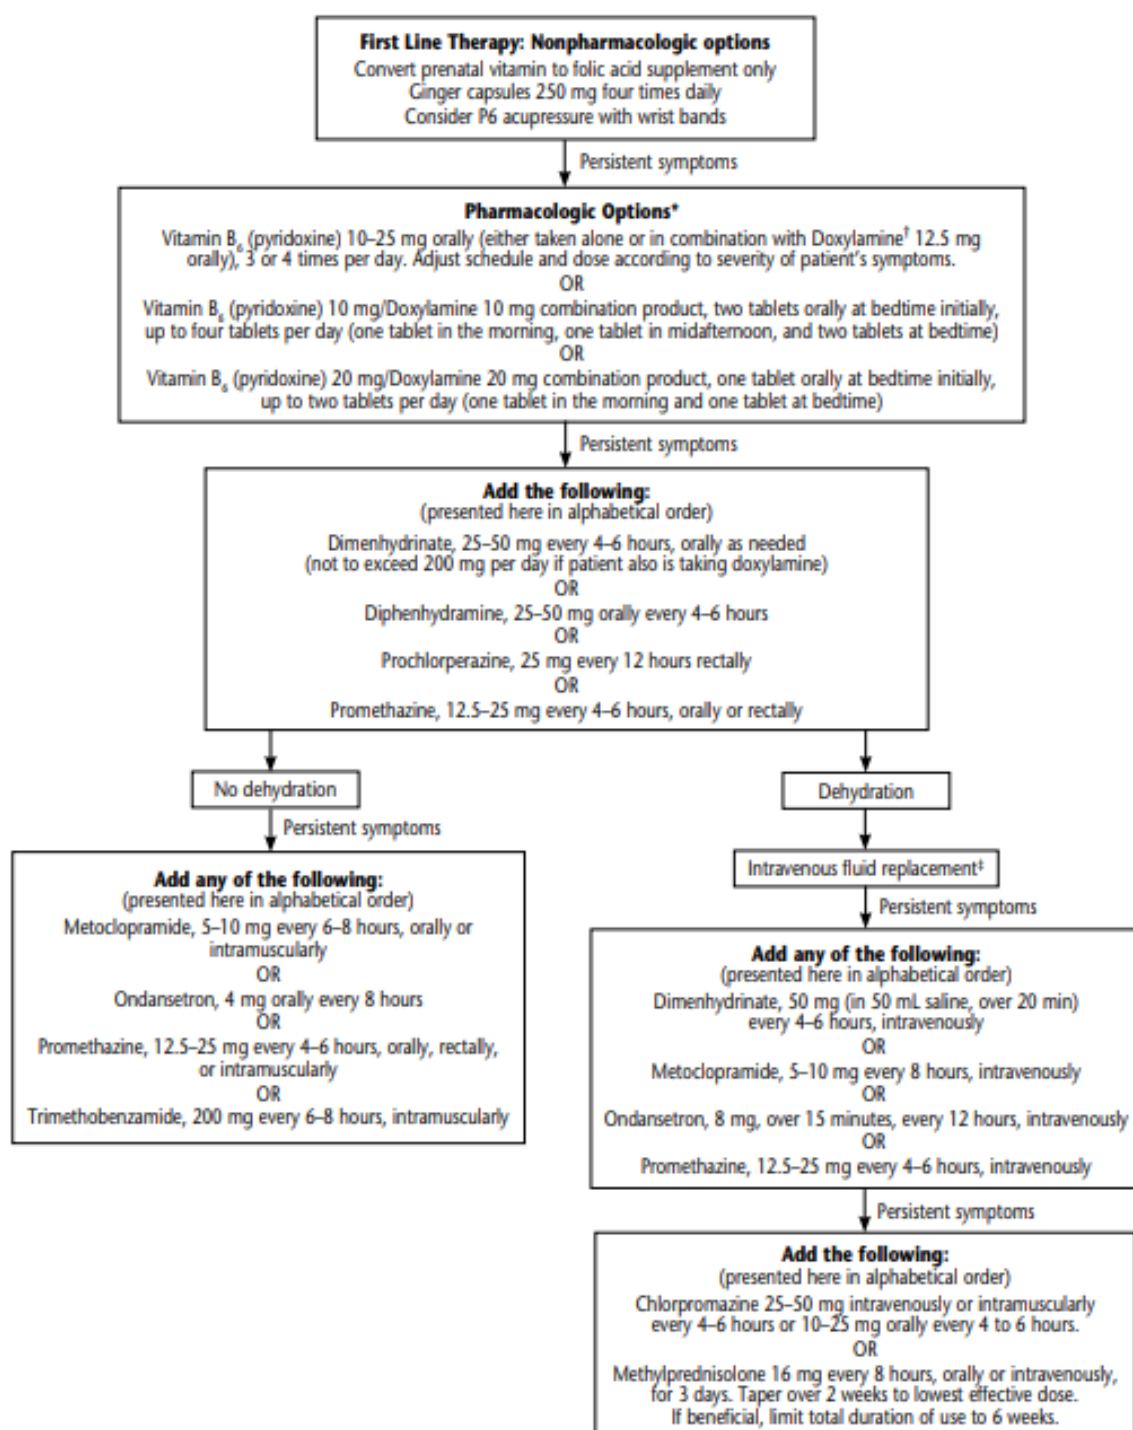 First Line Therapy: Nonpharmacologic options
Convert prenatal vitamin to folic acid supplement only
Ginger capsules 250 mg four times daily
Consider P6 acupressure with wrist bands
Persistent symptoms
Pharmacologic Options*
Vitamin B₆ (pyridoxine) 10–25 mg orally (either taken alone or in combination with Doxylamine† 12.5 mg
orally), 3 or 4 times per day. Adjust schedule and dose according to severity of patient's symptoms.
OR
Vitamin B₆ (pyridoxine) 10 mg/Doxylamine 10 mg combination product, two tablets orally at bedtime initially,
up to four tablets per day (one tablet in the morning, one tablet in midafternoon, and two tablets at bedtime)
OR
Vitamin B₆ (pyridoxine) 20 mg/Doxylamine 20 mg combination product, one tablet orally at bedtime initially,
up to two tablets per day (one tablet in the morning and one tablet at bedtime)
Persistent symptoms
Add the following:
(presented here in alphabetical order)
Dimenhydrinate, 25–50 mg every 4–6 hours, orally as needed
(not to exceed 200 mg per day if patient also is taking doxylamine)
OR
Diphenhydramine, 25–50 mg orally every 4–6 hours
OR
Prochlorperazine, 25 mg every 12 hours rectally
OR
Promethazine, 12.5–25 mg every 4–6 hours, orally or rectally
No dehydration
Persistent symptoms
Add any of the following:
(presented here in alphabetical order)
Metoclopramide, 5–10 mg every 6–8 hours, orally or
intramuscularly
OR
Ondansetron, 4 mg orally every 8 hours
OR
Promethazine, 12.5–25 mg every 4–6 hours, orally, rectally,
or intramuscularly
OR
Trimethobenzamide, 200 mg every 6–8 hours, intramuscularly
Dehydration
Intravenous fluid replacement‡
Persistent symptoms
Add any of the following:
(presented here in alphabetical order)
Dimenhydrinate, 50 mg (in 50 mL saline, over 20 min)
every 4–6 hours, intravenously
OR
Metoclopramide, 5–10 mg every 8 hours, intravenously
OR
Ondansetron, 8 mg, over 15 minutes, every 12 hours, intravenously
OR
Promethazine, 12.5–25 mg every 4–6 hours, intravenously
Persistent symptoms
Add the following:
(presented here in alphabetical order)
Chlorpromazine 25–50 mg intravenously or intramuscularly
every 4–6 hours or 10–25 mg orally every 4 to 6 hours.
OR
Methylprednisolone 16 mg every 8 hours, orally or intravenously,
for 3 days. Taper over 2 weeks to lowest effective dose.
If beneficial, limit total duration of use to 6 weeks.